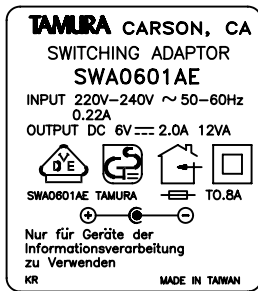 TAMURA CARSON, CA
SWITCHING ADAPTOR
SWA0601AE
INPUT 220V-240V ~ 50-60Hz
0.22A
OUTPUT DC 6V ⎓ 2.0A 12VA
D V E GS
SWA0601AE TAMURA T0.8A
+ −
Nur für Geräte der
Informationsverarbeitung
zu Verwenden
KR MADE IN TAIWAN